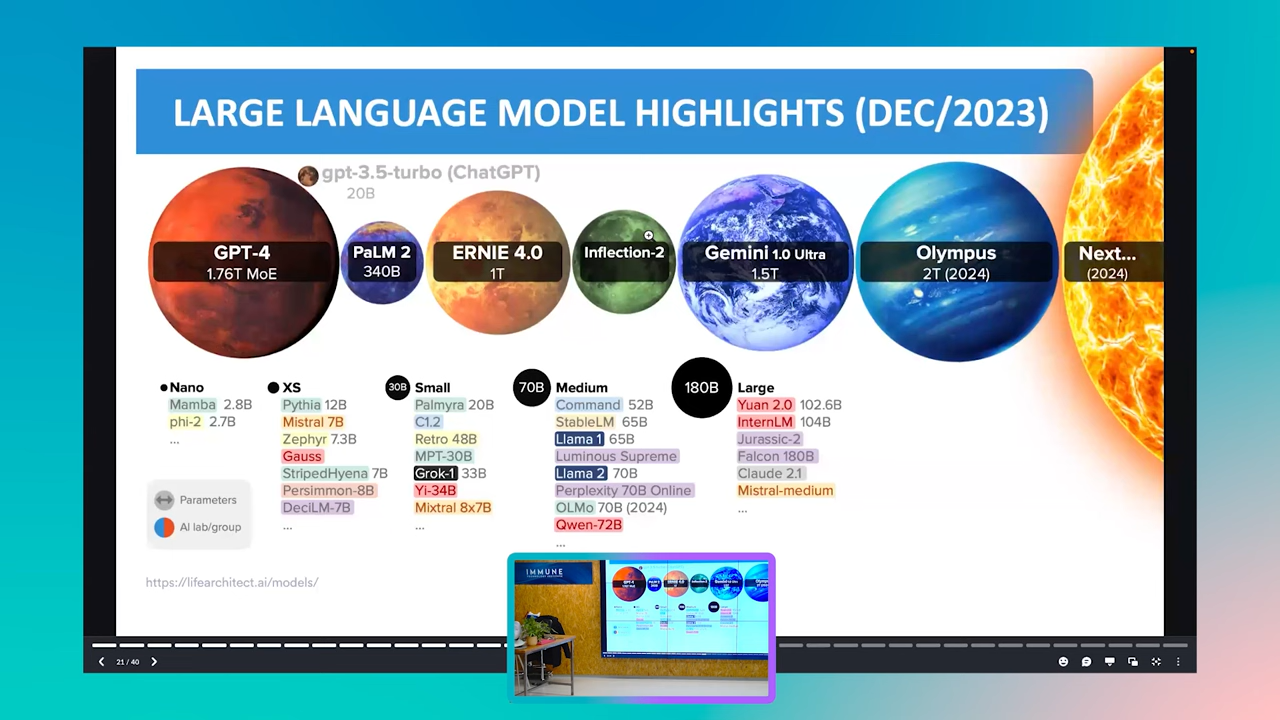 LARGE LANGUAGE MODEL HIGHLIGHTS (DEC/2023)
gpt-3.5-turbo (ChatGPT)
20B
GPT-4
1.76T MoE
PaLM 2
340B
ERNIE 4.0
1T
Inflection-2
Gemini 1.0 Ultra
1.5T
Olympus
2T (2024)
Next...
(2024)
Nano
Mamba 2.8B
phi-2 2.7B
...
XS
Pythia 12B
Mistral 7B
Zephyr 7.3B
Gauss
StripedHyena 7B
Persimmon-8B
DeciLM-7B
...
30B Small
Palmyra 20B
C1.2
Retro 48B
MPT-30B
Grok-1 33B
Yi-34B
Mixtral 8x7B
...
70B Medium
Command 52B
StableLM 65B
Llama 1 65B
Luminous Supreme
Llama 2 70B
Perplexity 70B Online
OLMo 70B (2024)
Qwen-72B
...
180B Large
Yuan 2.0 102.6B
InternLM 104B
Jurassic-2
Falcon 180B
Claude 2.1
Mistral-medium
...
Parameters
AI lab/group
https://lifearchitect.ai/models/
21 / 40
IMMUNE